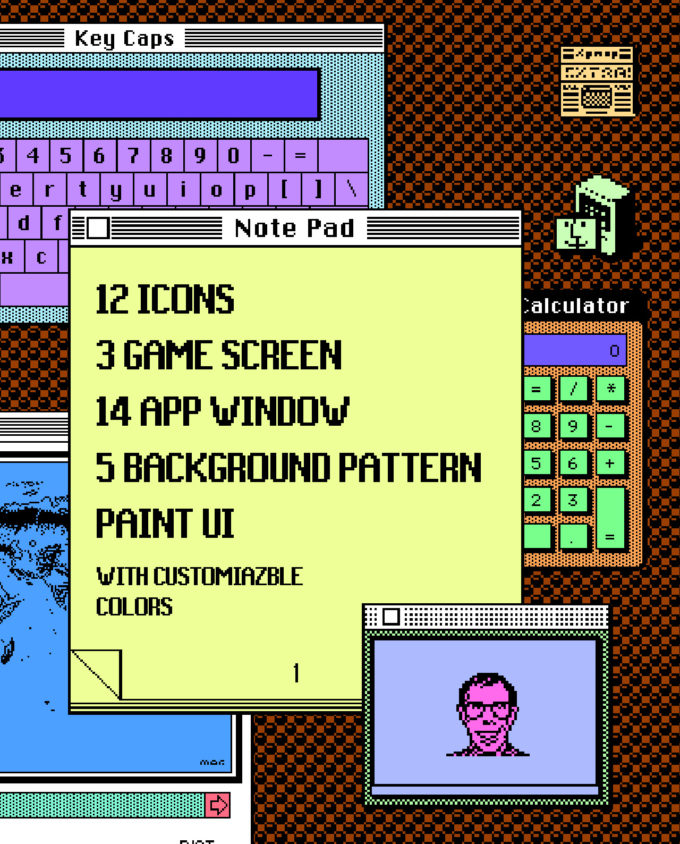 Key Caps
EXTRA!
3 4 5 6 7 8 9 0 - =
e r t y u i o p [ ] \
d f
x c
Note Pad
12 ICONS
3 GAME SCREEN
14 APP WINDOW
5 BACKGROUND PATTERN
PAINT UI
WITH CUSTOMIAZBLE
COLORS
1
Calculator
0
= / *
8 9 -
5 6 +
2 3
. =
mac